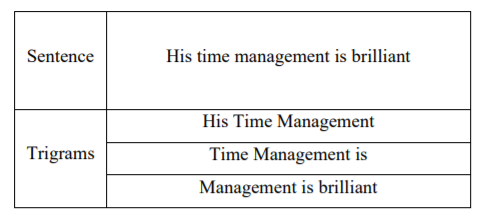 Sentence
His time management is brilliant
Trigrams
His Time Management
Time Management is
Management is brilliant